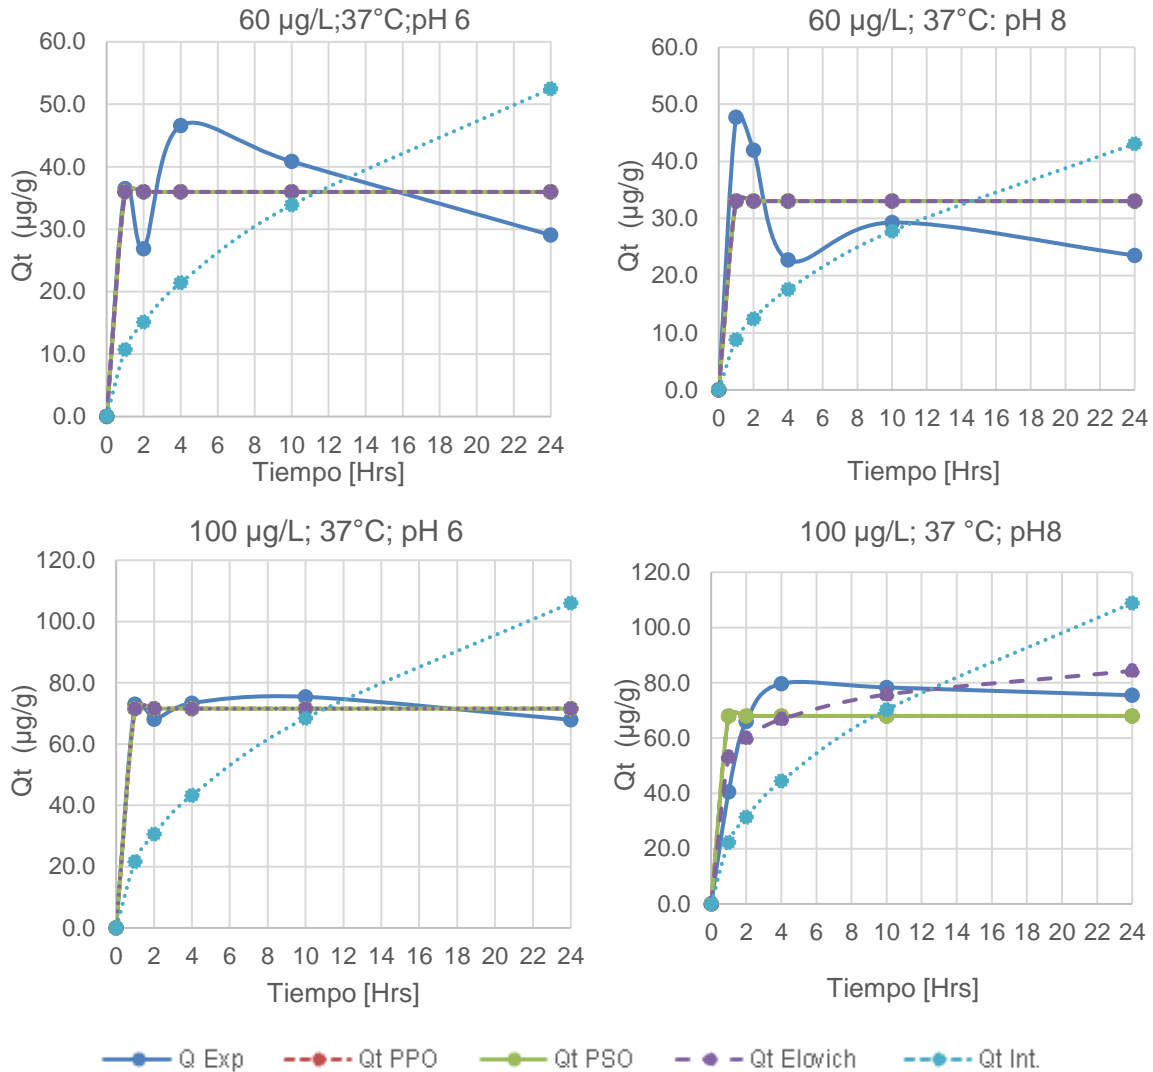 60 µg/L;37°C;pH 6
60.0
50.0
40.0
30.0
20.0
10.0
0.0
Qt (µg/g)
0 2 4 6 8 10 12 14 16 18 20 22 24
Tiempo [Hrs]
60 µg/L; 37°C: pH 8
60.0
50.0
40.0
30.0
20.0
10.0
0.0
Qt (µg/g)
0 2 4 6 8 10 12 14 16 18 20 22 24
Tiempo [Hrs]
100 µg/L; 37°C; pH 6
120.0
100.0
80.0
60.0
40.0
20.0
0.0
Qt (µg/g)
0 2 4 6 8 10 12 14 16 18 20 22 24
Tiempo [Hrs]
100 µg/L; 37 °C; pH8
120.0
100.0
80.0
60.0
40.0
20.0
0.0
Qt (µg/g)
0 2 4 6 8 10 12 14 16 18 20 22 24
Tiempo [Hrs]
Q Exp Qt PPO Qt PSO Qt Elovich Qt Int.